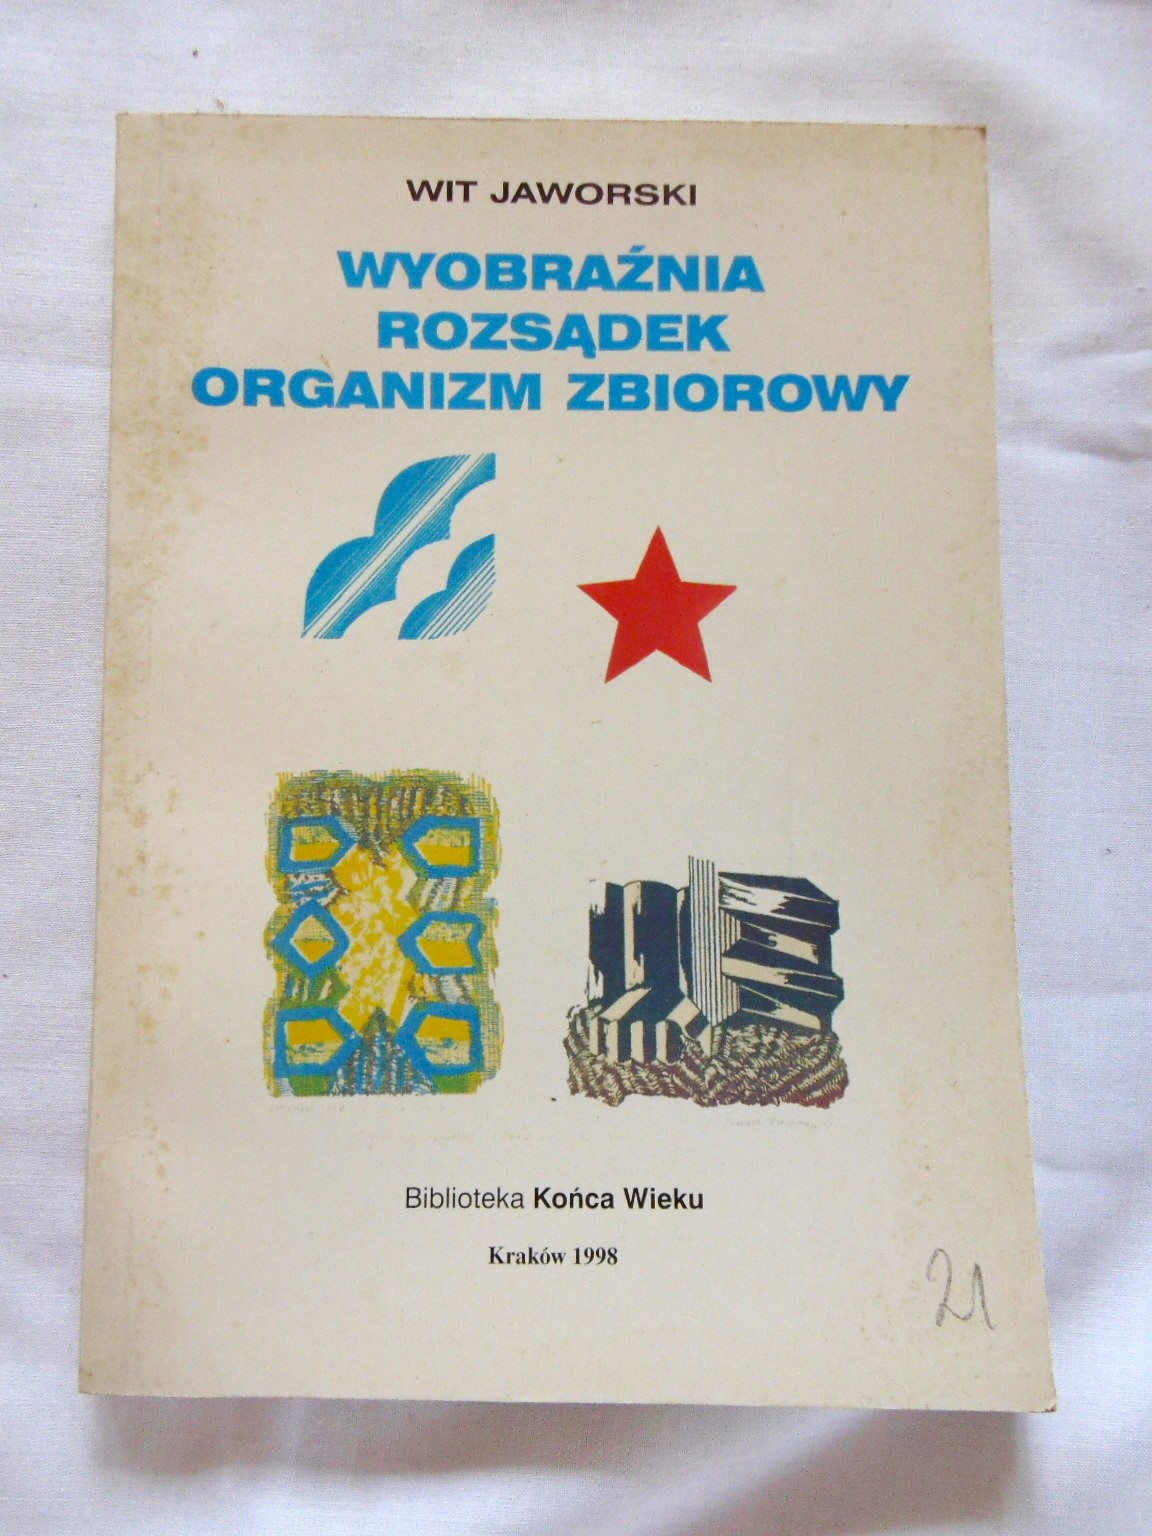 WIT JAWORSKI
WYOBRAŹNIA
ROZSĄDEK
ORGANIZM ZBIOROWY
Biblioteka Końca Wieku
Kraków 1998
21